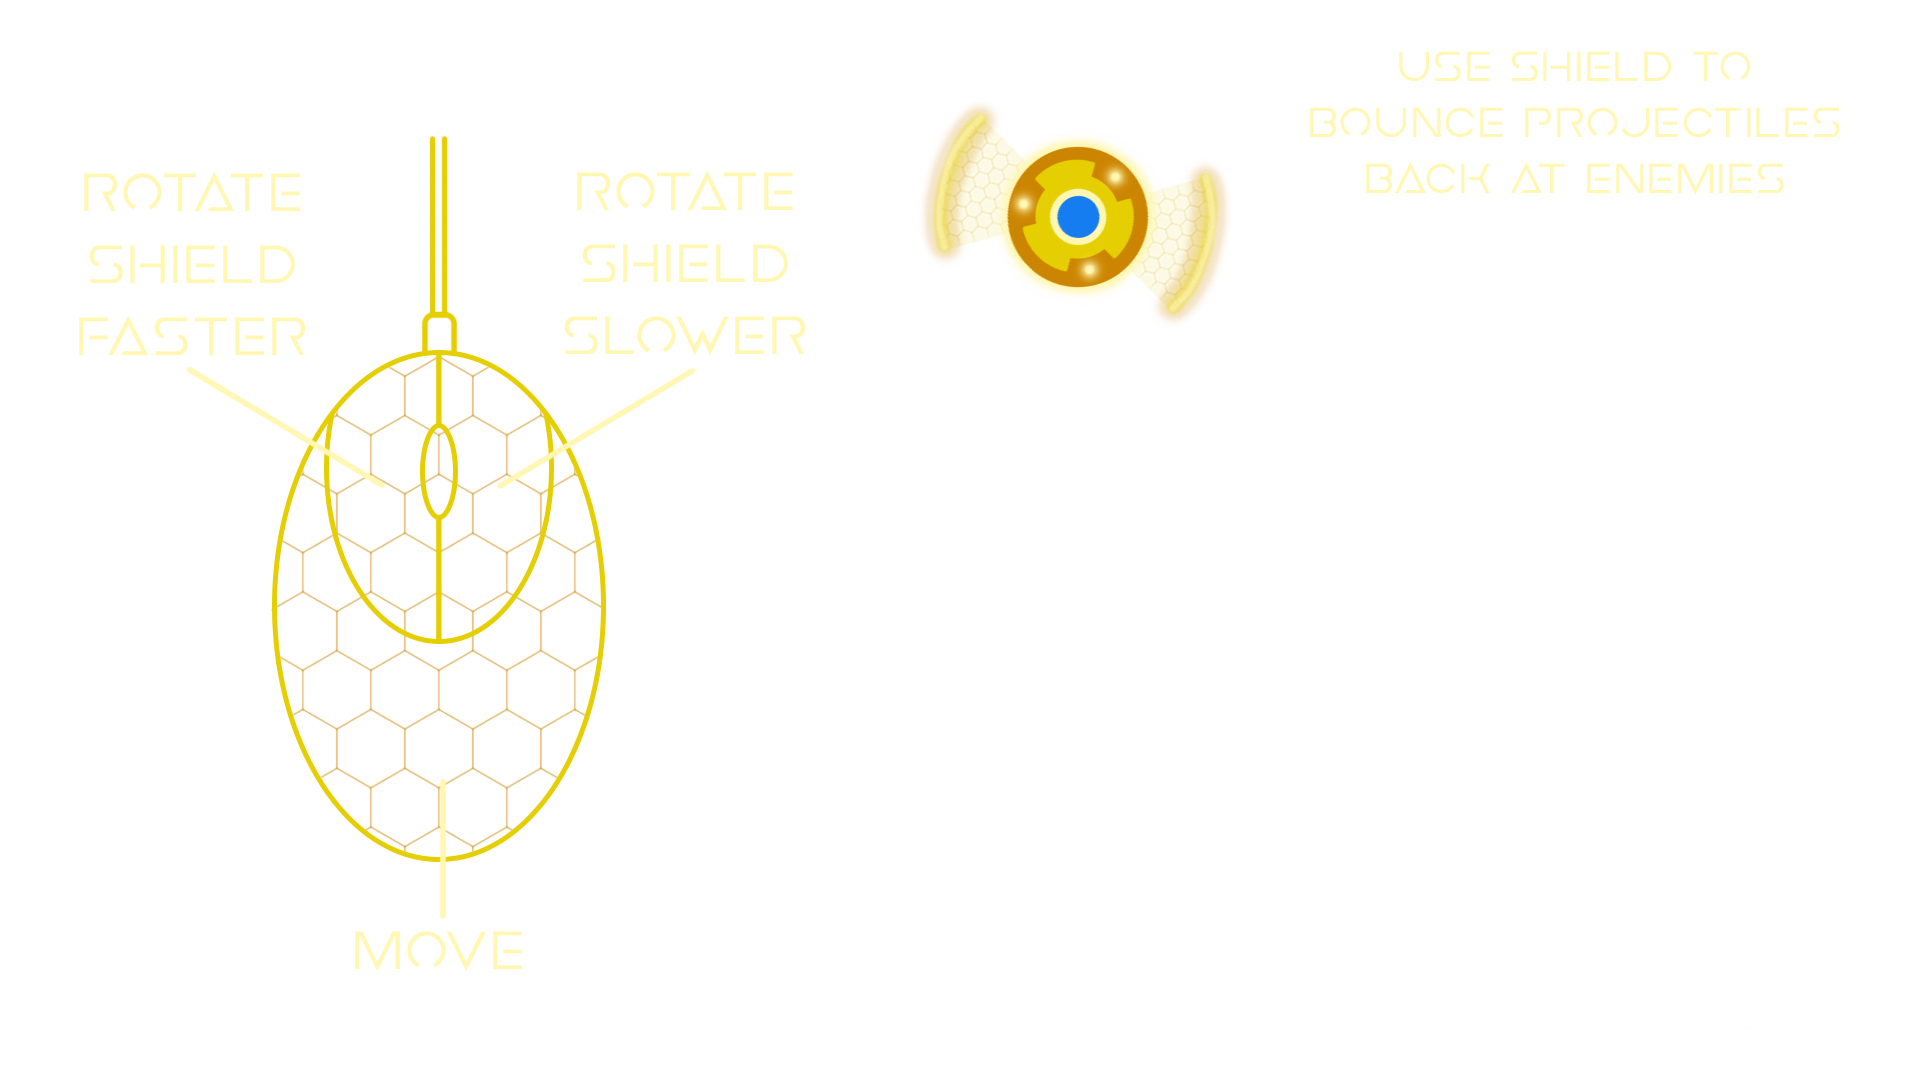 ROTATE
SHIELD
FASTER
ROTATE
SHIELD
SLOWER
MOVE
USE SHIELD TO
BOUNCE PROJECTILES
BACK AT ENEMIES